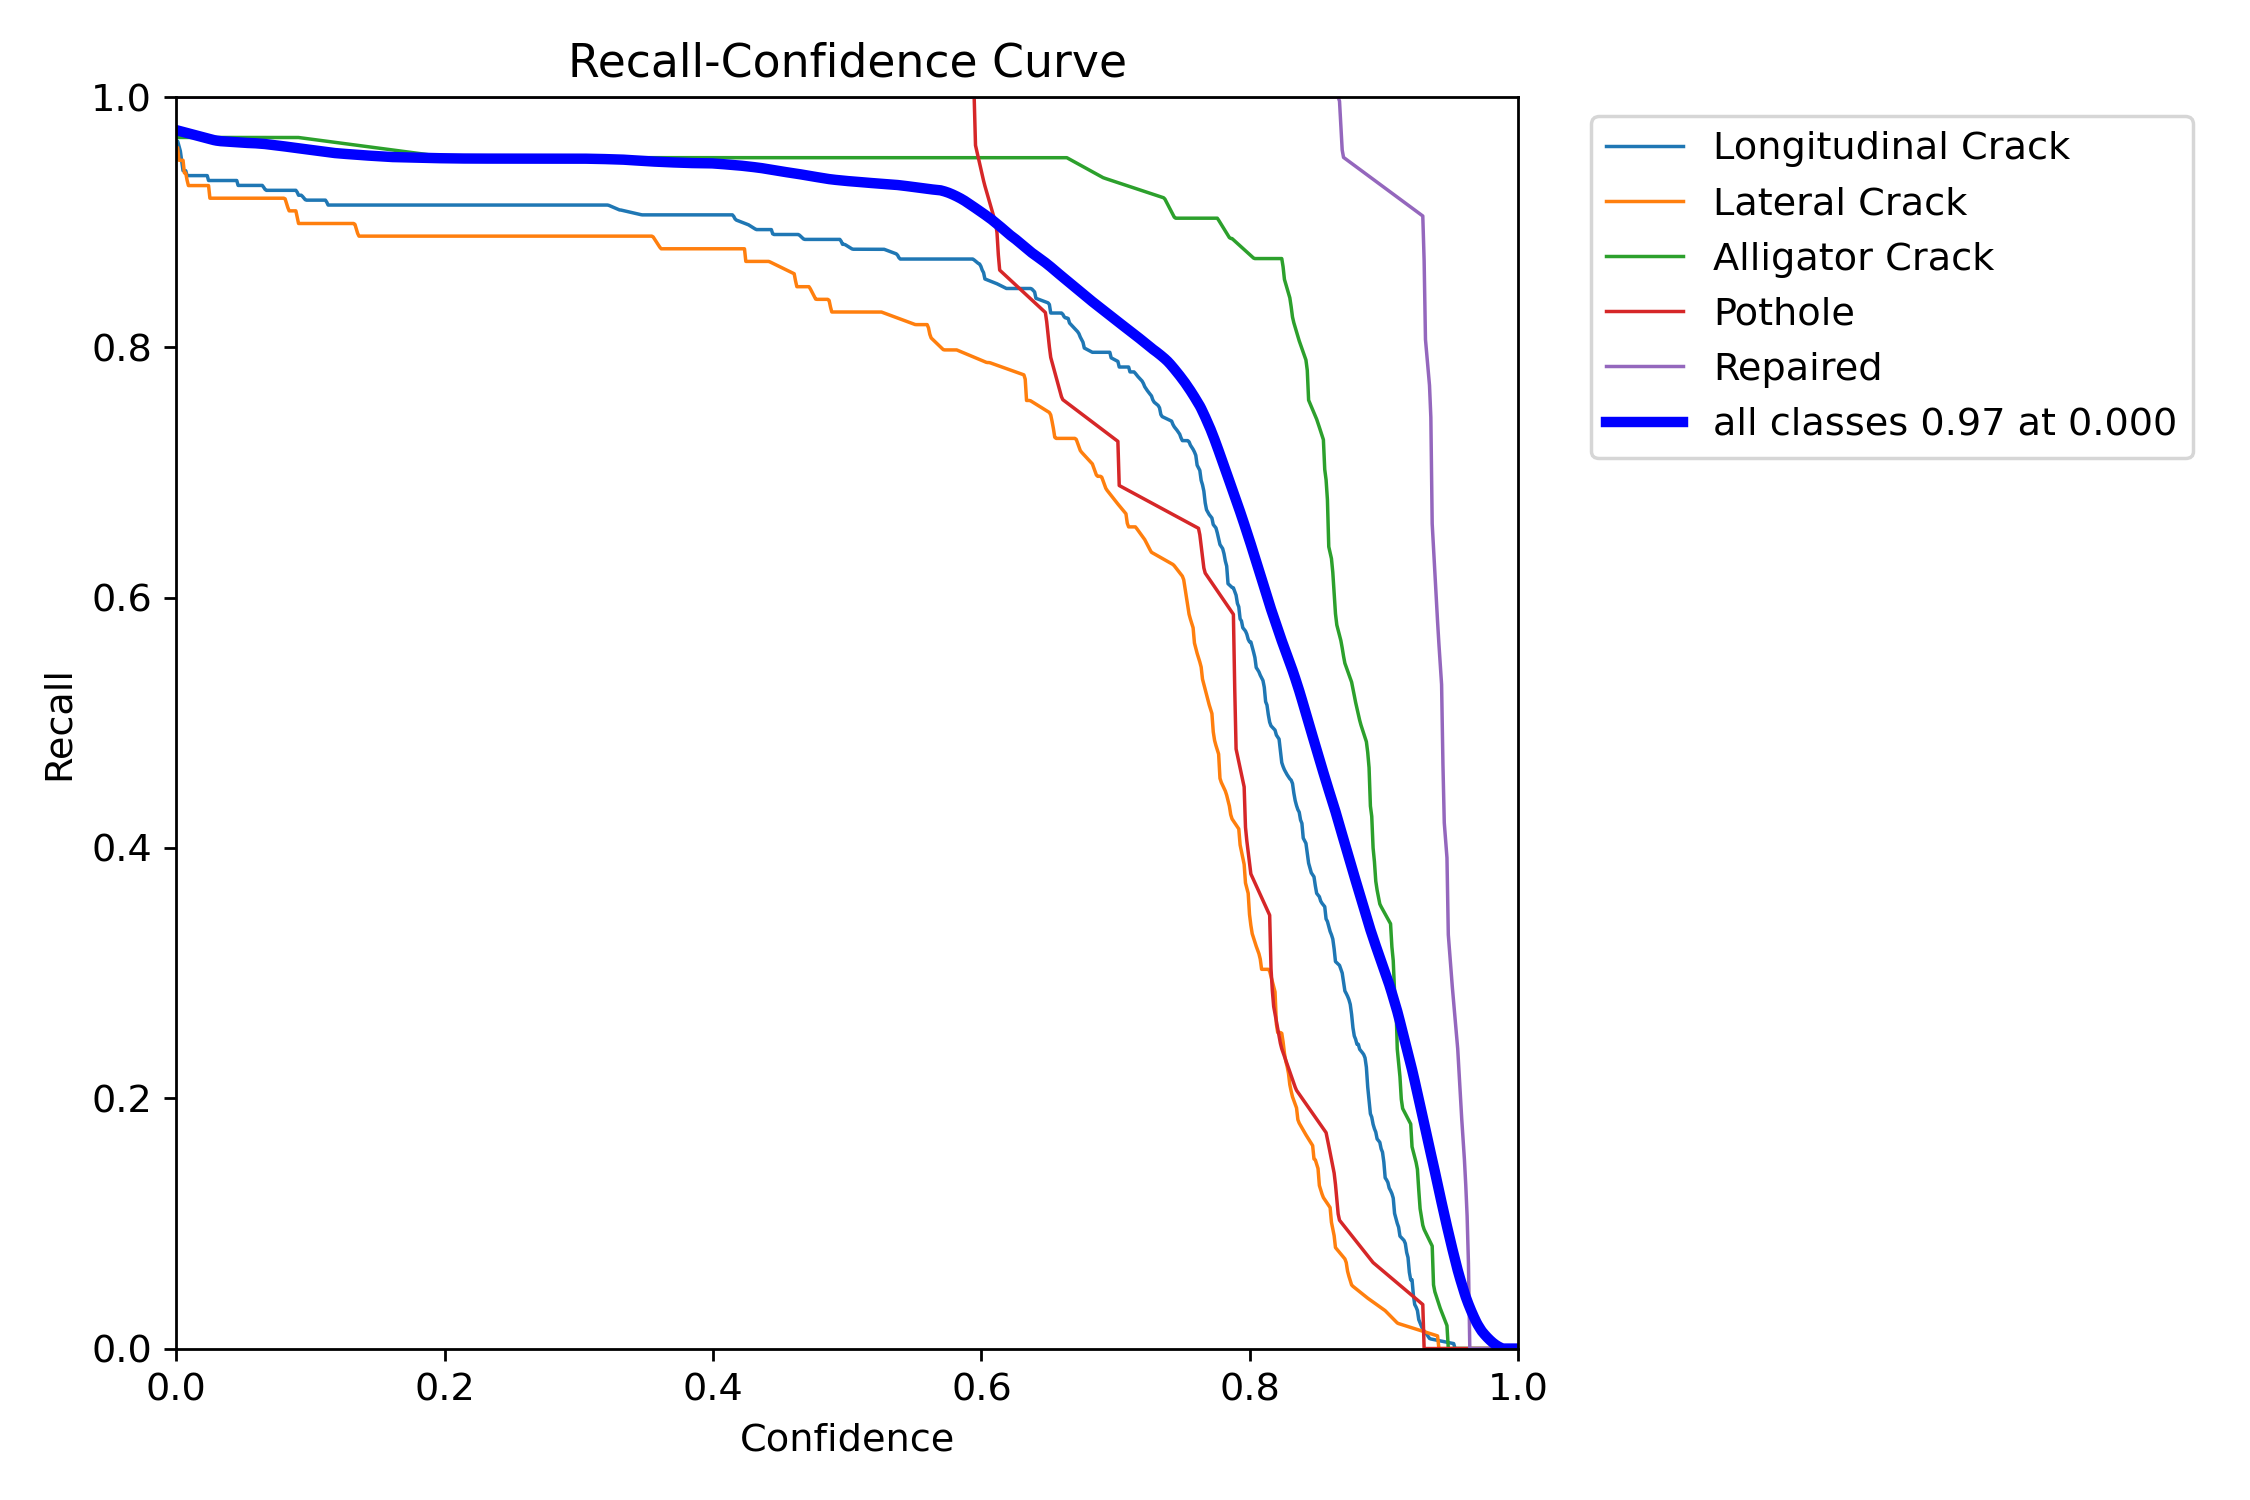 Recall-Confidence Curve
1.0
0.8
0.6
0.4
0.2
0.0
Recall
0.0 0.2 0.4 0.6 0.8 1.0
Confidence
Longitudinal Crack
Lateral Crack
Alligator Crack
Pothole
Repaired
all classes 0.97 at 0.000